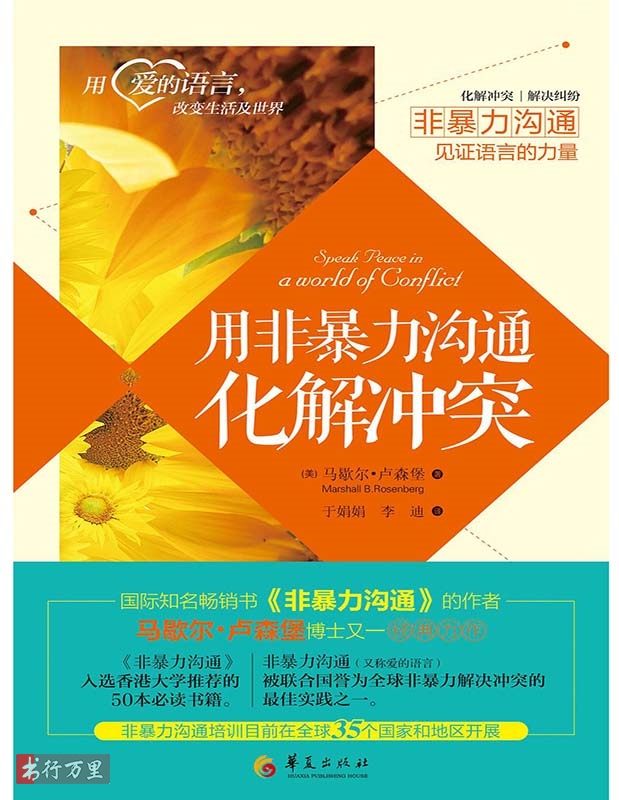 用爱的语言，
改变生活及世界
化解冲突｜解决纠纷
非暴力沟通
见证语言的力量
Speak Peace in
a world of Conflict
用非暴力沟通
化解冲突
(美) 马歇尔·卢森堡 著
Marshall B.Rosenberg
于娟娟 李迪 译
国际知名畅销书《非暴力沟通》的作者
马歇尔·卢森堡博士又一经典力作
《非暴力沟通》
入选香港大学推荐的
50本必读书籍。
非暴力沟通（又称爱的语言）
被联合国誉为全球非暴力解决冲突的
最佳实践之一。
非暴力沟通培训目前在全球35个国家和地区开展
华夏出版社
HUAXIA PUBLISHING HOUSE
书行万里